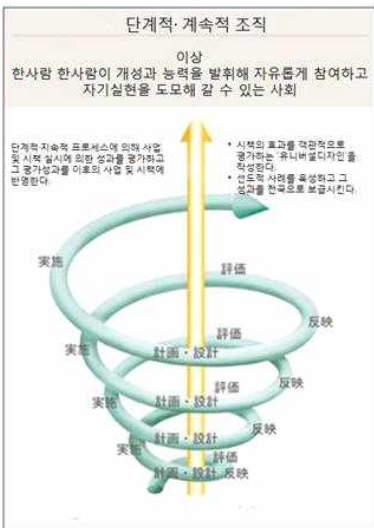 단계적· 계속적 조직
이상
한사람 한사람이 개성과 능력을 발휘해 자유롭게 참여하고
자기실현을 도모해 갈 수 있는 사회
단계적·지속적 프로세스에 의해 사업
및 시책 실시에 의한 성과를 평가하고
그 평가성과를 이후의 사업 및 시책에
반영한다.
• 시책의 효과를 객관적으로
평가하는 '유니버설디자인'을
작성한다.
• 선도적 사례를 육성하고 그
성과를 전국으로 보급시킨다.
実施
評価
反映
計画・設計
実施
評価
反映
計画・設計
実施
評価
反映
計画・設計
実施
評価
反映
計画・設計